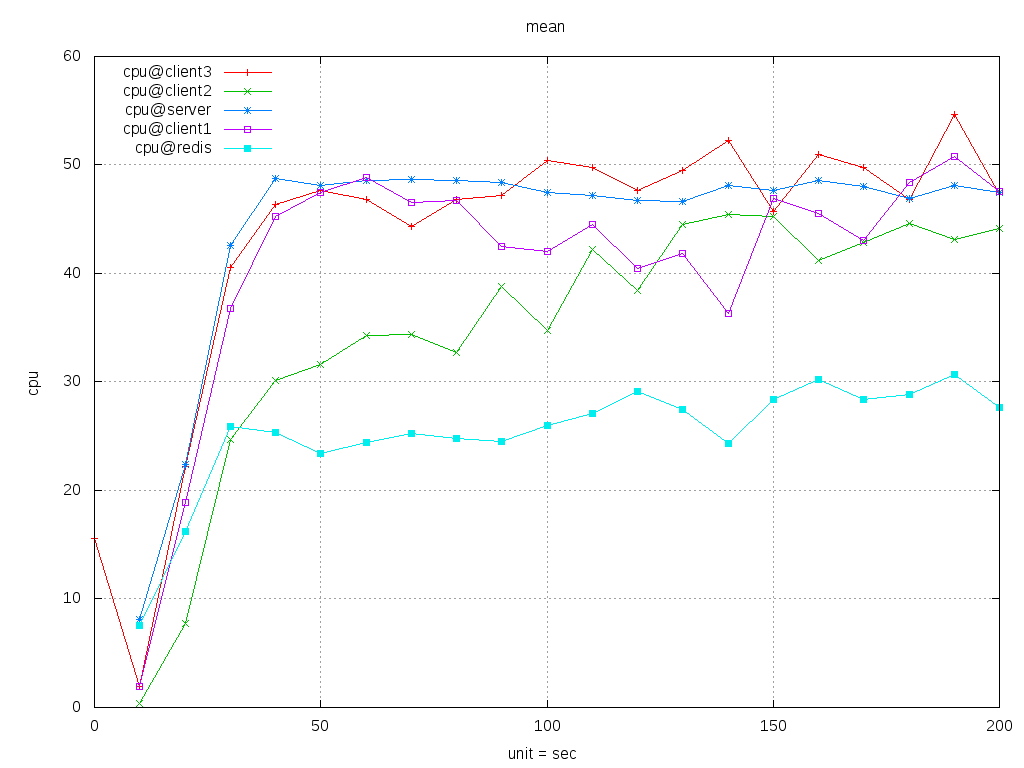 mean
60
cpu@client3
cpu@client2
cpu@server
cpu@client1
cpu@redis
50
40
30
cpu
20
10
0
0 50 100 150 200
unit = sec